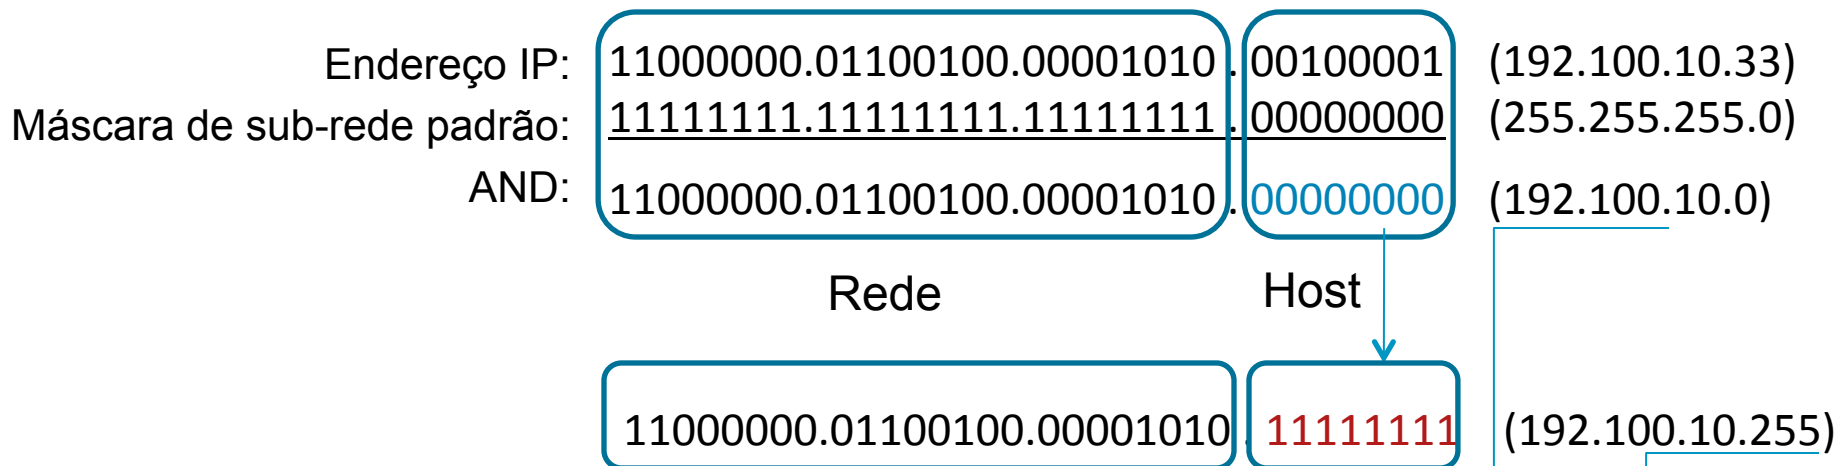 Endereço IP: 11000000.01100100.00001010 . 00100001 (192.100.10.33)
Máscara de sub-rede padrão: 11111111.11111111.11111111 . 00000000 (255.255.255.0)
AND: 11000000.01100100.00001010 . 00000000 (192.100.10.0)
Rede Host
11000000.01100100.00001010 . 11111111 (192.100.10.255)